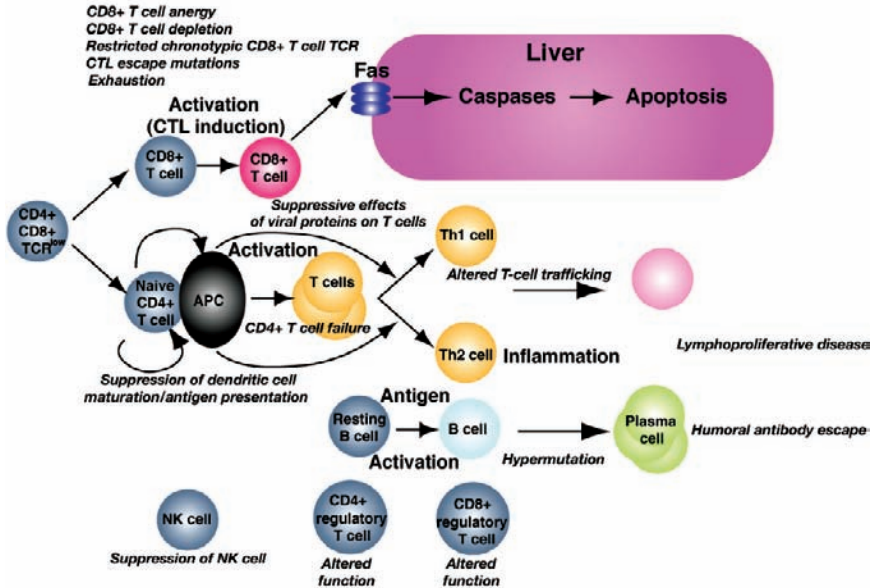 CD8+ T cell anergy
CD8+ T cell depletion
Restricted chronotypic CD8+ T cell TCR
CTL escape mutations
Exhaustion
Liver
Fas
Caspases
Apoptosis
Activation
(CTL induction)
CD8+
T cell
CD8+
T cell
CD4+
CD8+
TCRlow
Suppressive effects
of viral proteins on T cells
Activation
Naive
CD4+
T cell
APC
T cells
CD4+ T cell failure
Th1 cell
Altered T-cell trafficking
Th2 cell
Inflammation
Lymphoproliferative disease
Suppression of dendritic cell
maturation/antigen presentation
Antigen
Resting
B cell
B cell
Activation
Hypermutation
Plasma
cell
Humoral antibody escape
NK cell
Suppression of NK cell
CD4+
regulatory
T cell
Altered
function
CD8+
regulatory
T cell
Altered
function